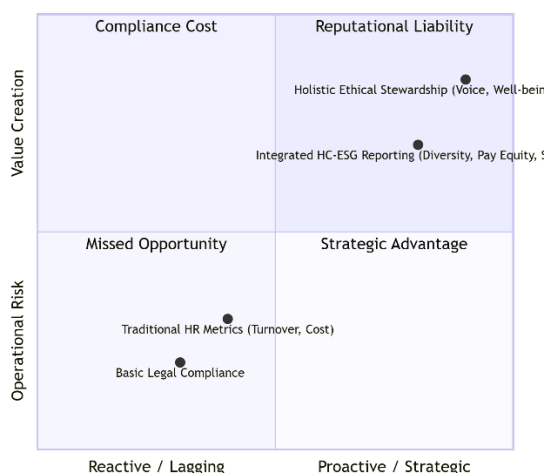 Compliance Cost
Reputational Liability
Holistic Ethical Stewardship (Voice, Well-bein
Integrated HC-ESG Reporting (Diversity, Pay Equity, S
Value Creation
Missed Opportunity
Strategic Advantage
Traditional HR Metrics (Turnover, Cost)
Basic Legal Compliance
Operational Risk
Reactive / Lagging
Proactive / Strategic